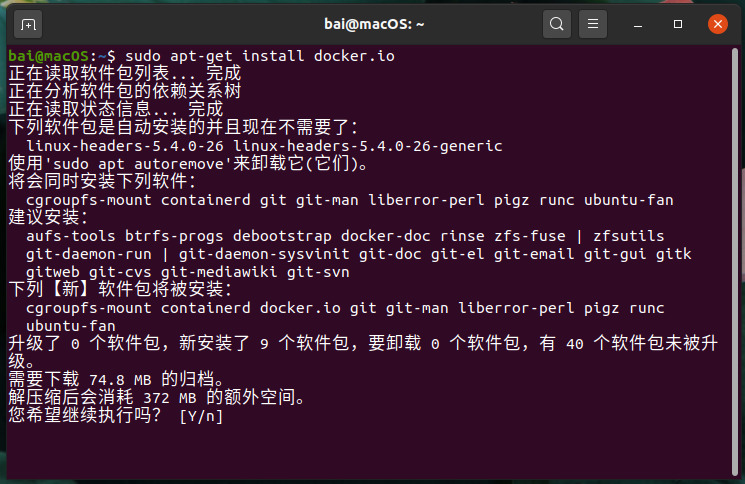 bai@macOS: ~
bai@macOS:~$ sudo apt-get install docker.io
正在读取软件包列表... 完成
正在分析软件包的依赖关系树
正在读取状态信息... 完成
下列软件包是自动安装的并且现在不需要了：
linux-headers-5.4.0-26 linux-headers-5.4.0-26-generic
使用'sudo apt autoremove'来卸载它(它们)。
将会同时安装下列软件：
cgroupfs-mount containerd git git-man liberror-perl pigz runc ubuntu-fan
建议安装：
aufs-tools btrfs-progs debootstrap docker-doc rinse zfs-fuse | zfsutils
git-daemon-run | git-daemon-sysvinit git-doc git-el git-email git-gui gitk
gitweb git-cvs git-mediawiki git-svn
下列【新】软件包将被安装：
cgroupfs-mount containerd docker.io git git-man liberror-perl pigz runc
ubuntu-fan
升级了 0 个软件包，新安装了 9 个软件包，要卸载 0 个软件包，有 40 个软件包未被升
级。
需要下载 74.8 MB 的归档。
解压缩后会消耗 372 MB 的额外空间。
您希望继续执行吗？ [Y/n]